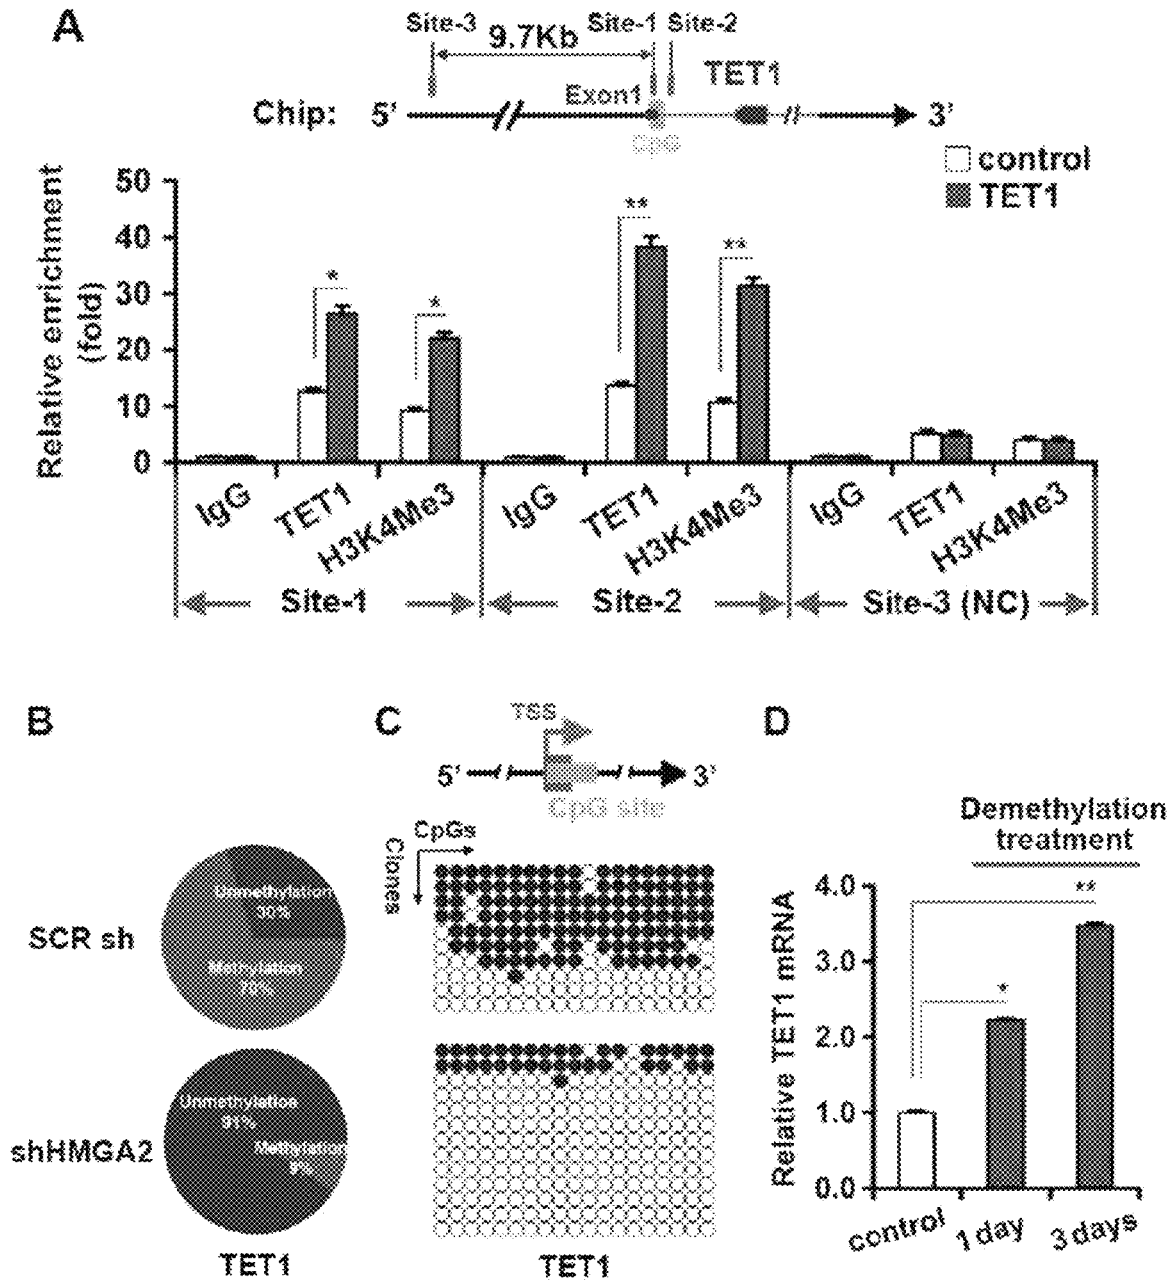 A
Site-3
9.7Kb
Site-1
Site-2
TET1
Exon1
Chip:
5'
3'
CpG
control
TET1
Relative enrichment
(fold)
50
40
30
20
10
0
*
*
**
**
IgG
TET1
H3K4Me3
IgG
TET1
H3K4Me3
IgG
TET1
H3K4Me3
Site-1
Site-2
Site-3 (NC)
B
SCR sh
Unmethylation
30%
Methylation
70%
shHMGA2
Unmethylation
91%
Methylation
9%
TET1
C
TSS
5'
3'
CpG site
CpGs
Clones
TET1
D
Demethylation
treatment
Relative TET1 mRNA
4.0
3.0
2.0
1.0
0.0
**
*
control
1 day
3 days